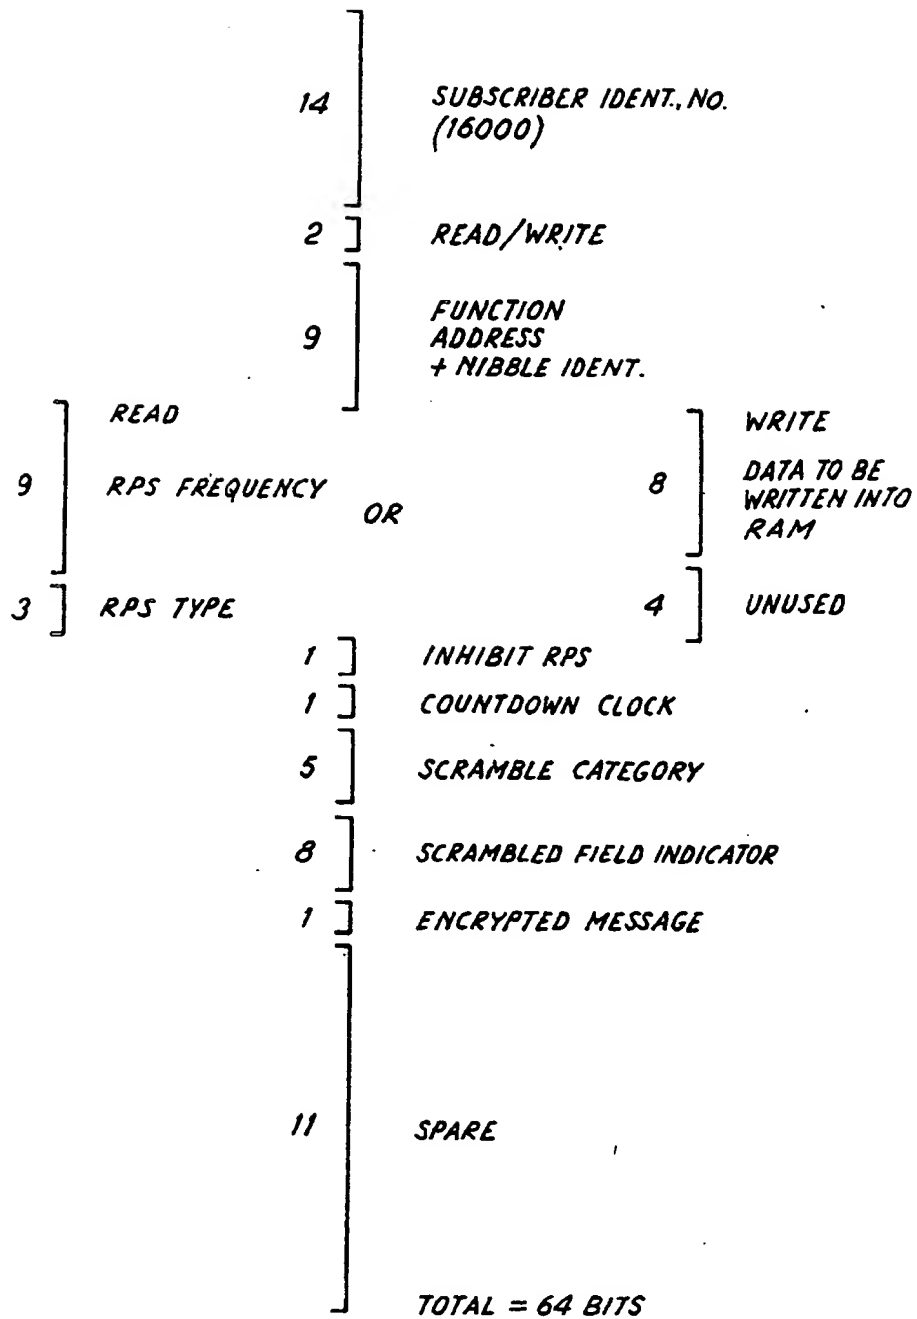 14 SUBSCRIBER IDENT., NO.
(16000)
2 READ/WRITE
9 FUNCTION
ADDRESS
+ NIBBLE IDENT.
READ
9 RPS FREQUENCY
3 RPS TYPE
OR
WRITE
8 DATA TO BE
WRITTEN INTO
RAM
4 UNUSED
1 INHIBIT RPS
1 COUNTDOWN CLOCK
5 SCRAMBLE CATEGORY
8 SCRAMBLED FIELD INDICATOR
1 ENCRYPTED MESSAGE
11 SPARE
TOTAL = 64 BITS